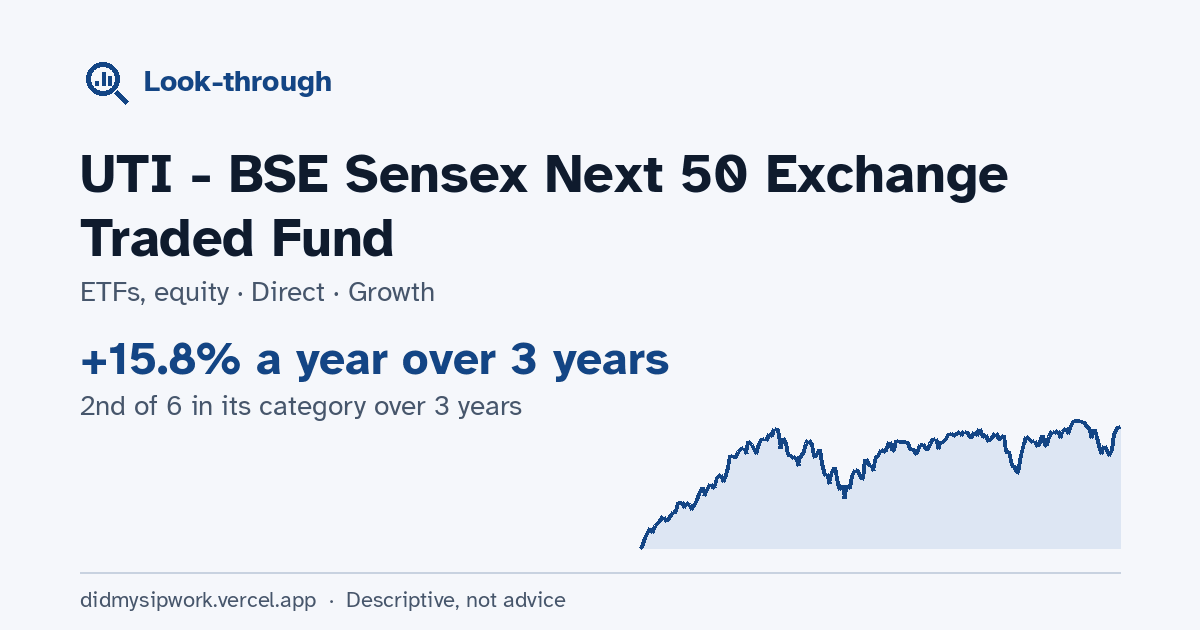 Look-through
UTI - BSE Sensex Next 50 Exchange
Traded Fund
ETFs, equity · Direct · Growth
+15.8% a year over 3 years
2nd of 6 in its category over 3 years
didmysipwork.vercel.app · Descriptive, not advice